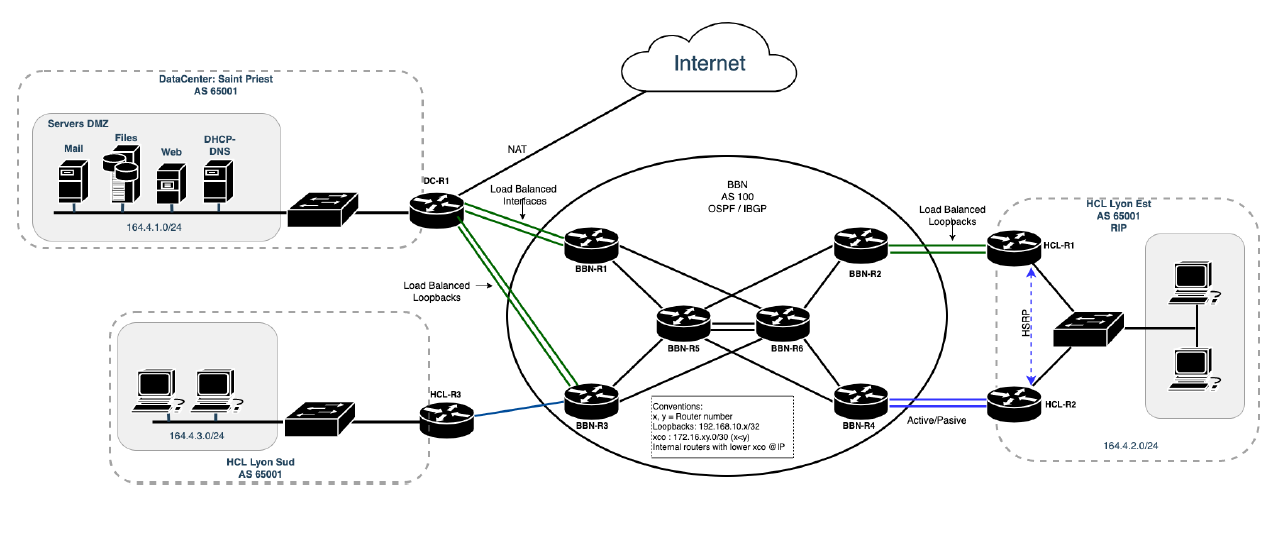 Internet
DataCenter: Saint Priest
AS 65001
Servers DMZ
Mail
Files
Web
DHCP-
DNS
164.4.1.0/24
DC-R1
NAT
Load Balanced
Interfaces
Load Balanced
Loopbacks
BBN
AS 100
OSPF / IBGP
BBN-R1
BBN-R2
BBN-R5
BBN-R6
BBN-R3
BBN-R4
Conventions:
x, y = Router number
Loopbacks: 192.168.10.x/32
xco : 172.16.xy.0/30 (x<y)
Internal routers with lower xco @IP
Load Balanced
Loopbacks
Active/Pasive
HCL Lyon Est
AS 65001
RIP
HCL-R1
HSRP
HCL-R2
164.4.2.0/24
HCL-R3
164.4.3.0/24
HCL Lyon Sud
AS 65001